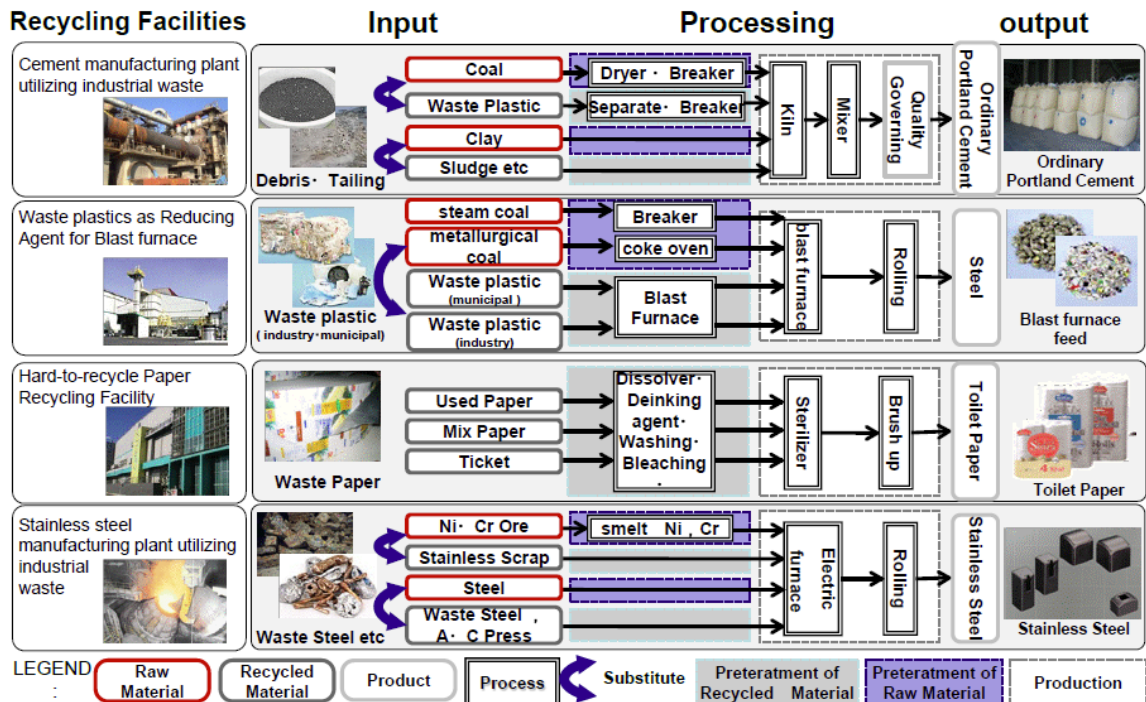 Recycling Facilities
Input
Processing
output
Cement manufacturing plant
utilizing industrial waste
Debris・Tailing
Coal
Waste Plastic
Clay
Sludge etc
Dryer・ Breaker
Separate・ Breaker
Kiln
Mixer
Quality
Governing
Ordinary
Portland Cement
Ordinary
Portland Cement
Waste plastics as Reducing
Agent for Blast furnace
Waste plastic
( industry・municipal)
steam coal
metallurgical
coal
Waste plastic
(municipal )
Waste plastic
(industry)
Breaker
coke oven
Blast
Furnace
blast furnace
Rolling
Steel
Blast furnace
feed
Hard-to-recycle Paper
Recycling Facility
Waste Paper
Used Paper
Mix Paper
Ticket
Dissolver・
Deinking
agent・
Washing・
Bleaching
.
Sterilizer
Brush up
Toilet Paper
4
Toilet Paper
Stainless steel
manufacturing plant utilizing
industrial
waste
Waste Steel etc
Ni・ Cr Ore
Stainless Scrap
Steel
Waste Steel ,
A・ C Press
smelt Ni , Cr
Electric
furnace
Rolling
Stainless Steel
Stainless Steel
LEGEND
:
Raw
Material
Recycled
Material
Product
Process
Substitute
Preteratment of
Recycled Material
Preteratment of
Raw Material
Production